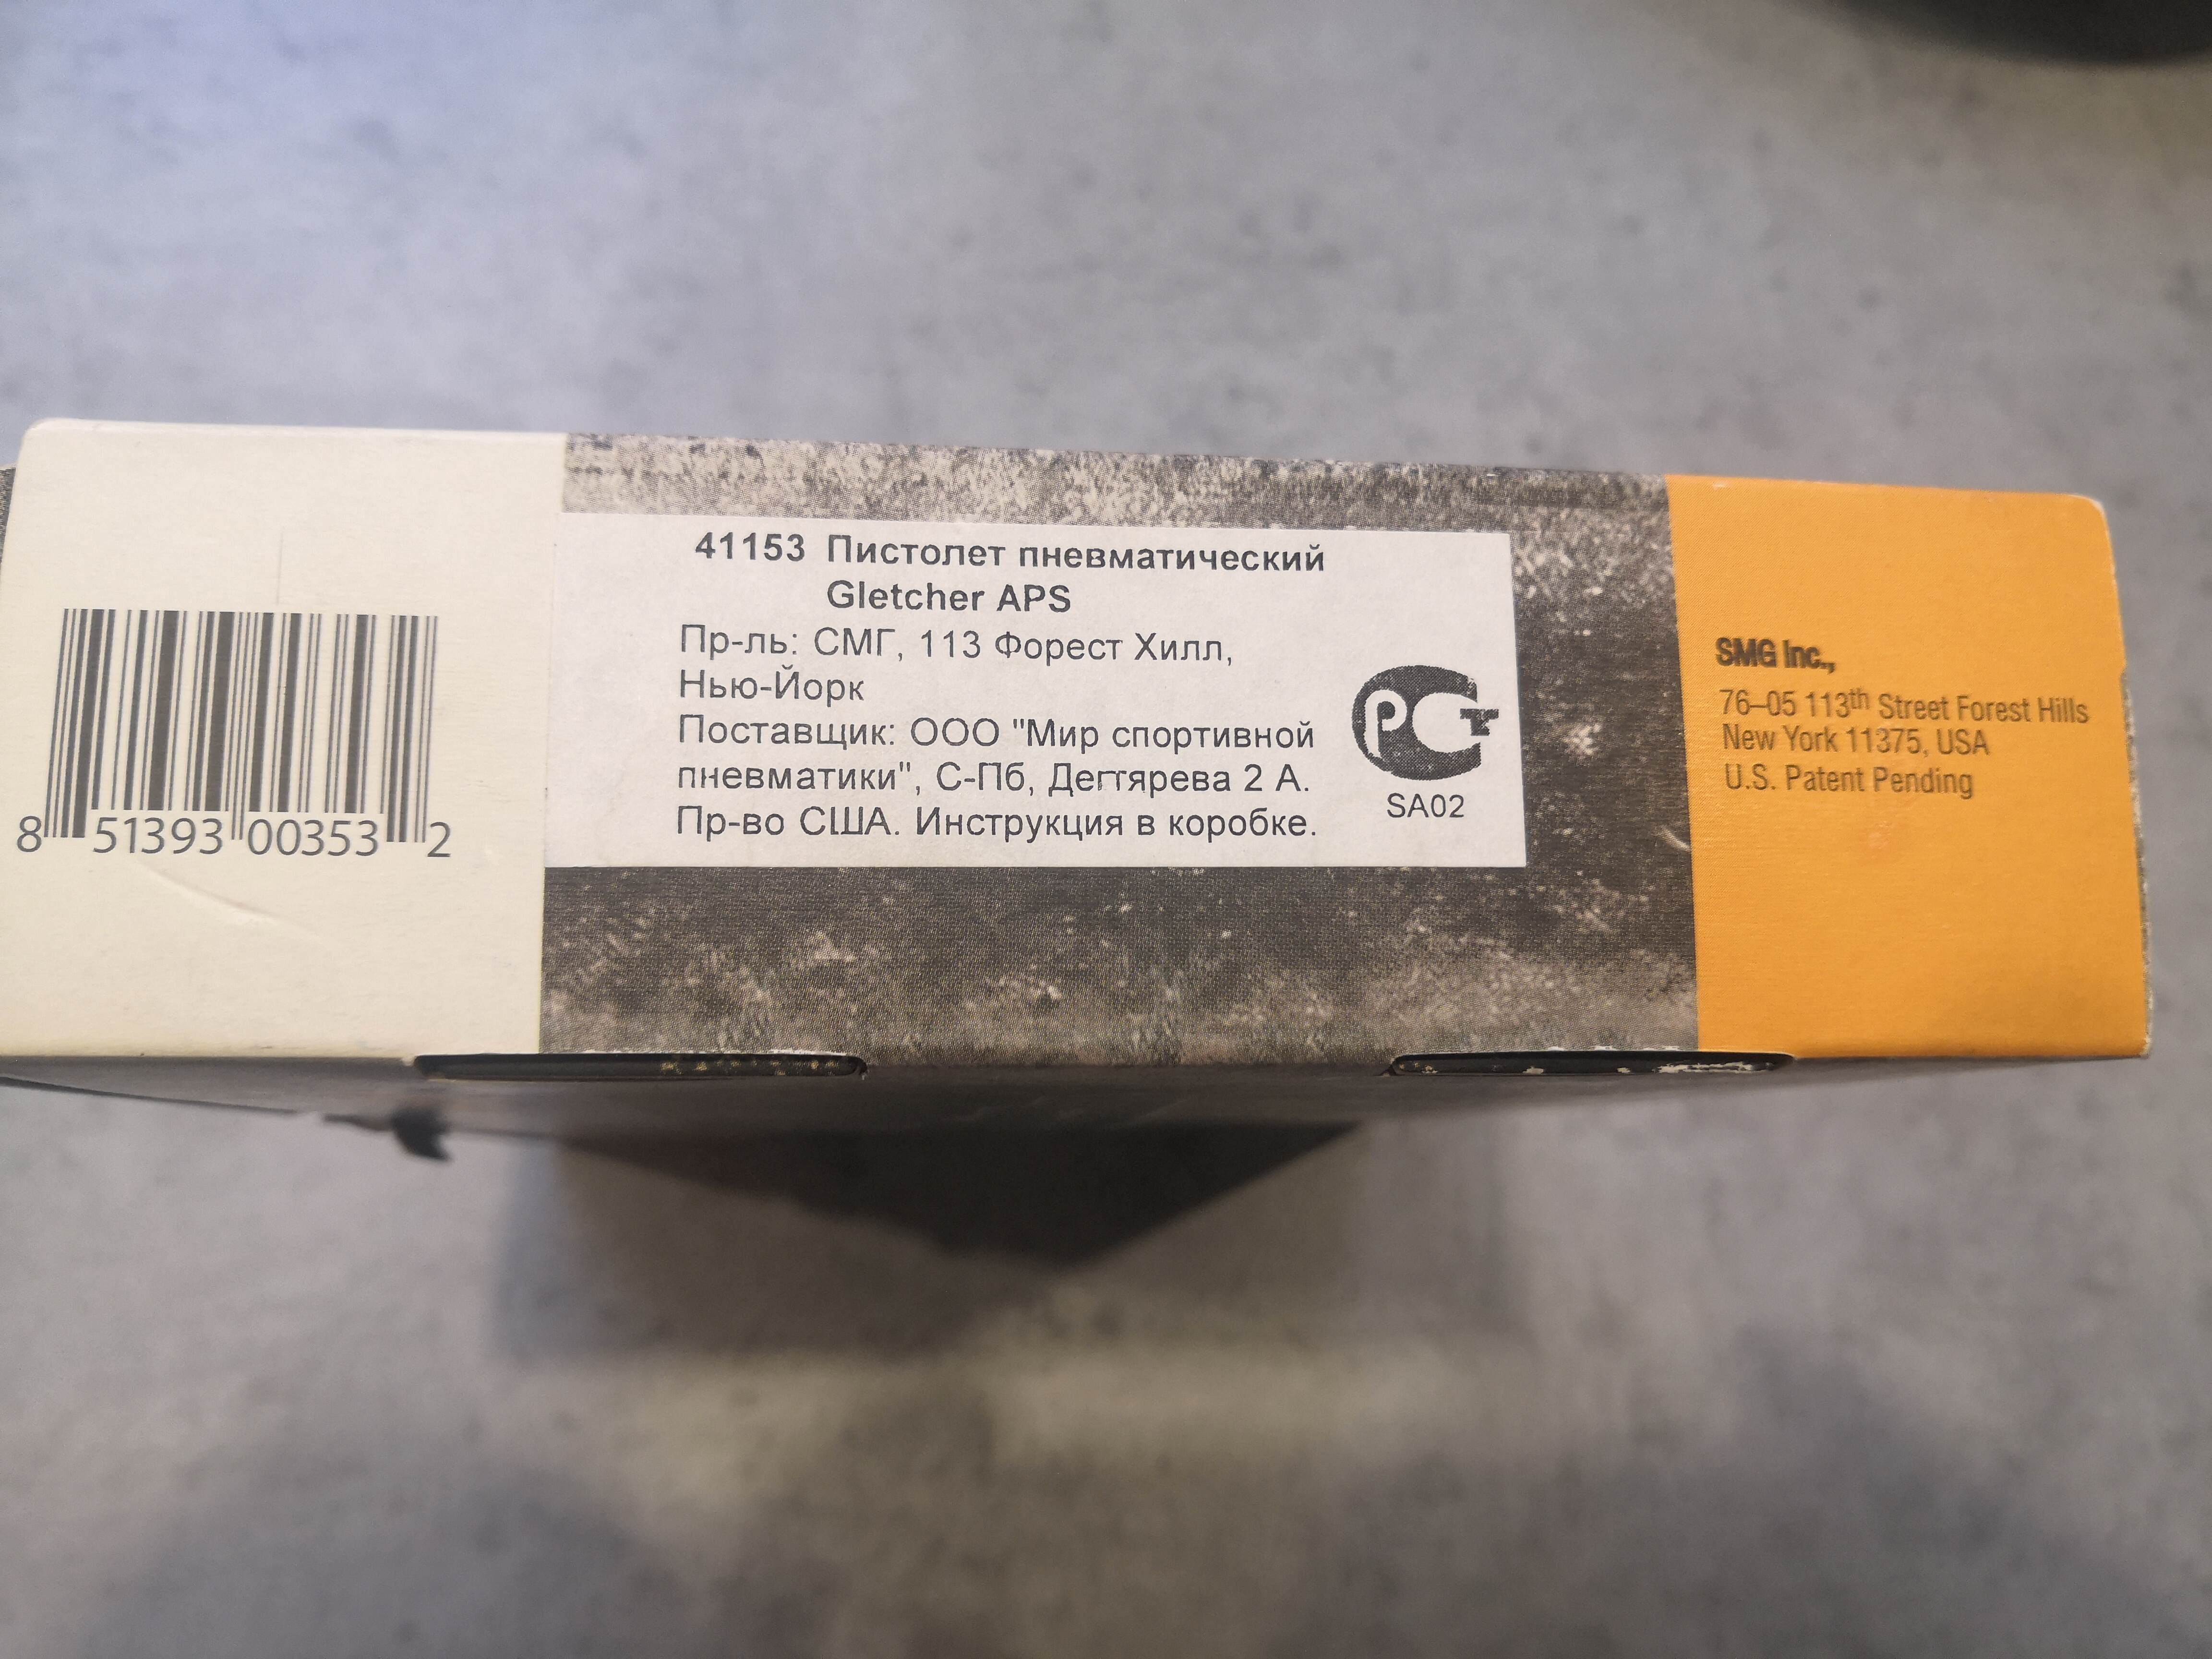 41153 Пистолет пневматический
Gletcher APS
Пр-ль: СМГ, 113 Форест Хилл,
Нью-Йорк
Поставщик: ООО "Мир спортивной
пневматики", С-Пб, Дегтярева 2 А.
Пр-во США. Инструкция в коробке.
РСТ
SA02
8 51393 00353 2
SMG Inc.,
76–05 113th Street Forest Hills
New York 11375, USA
U.S. Patent Pending